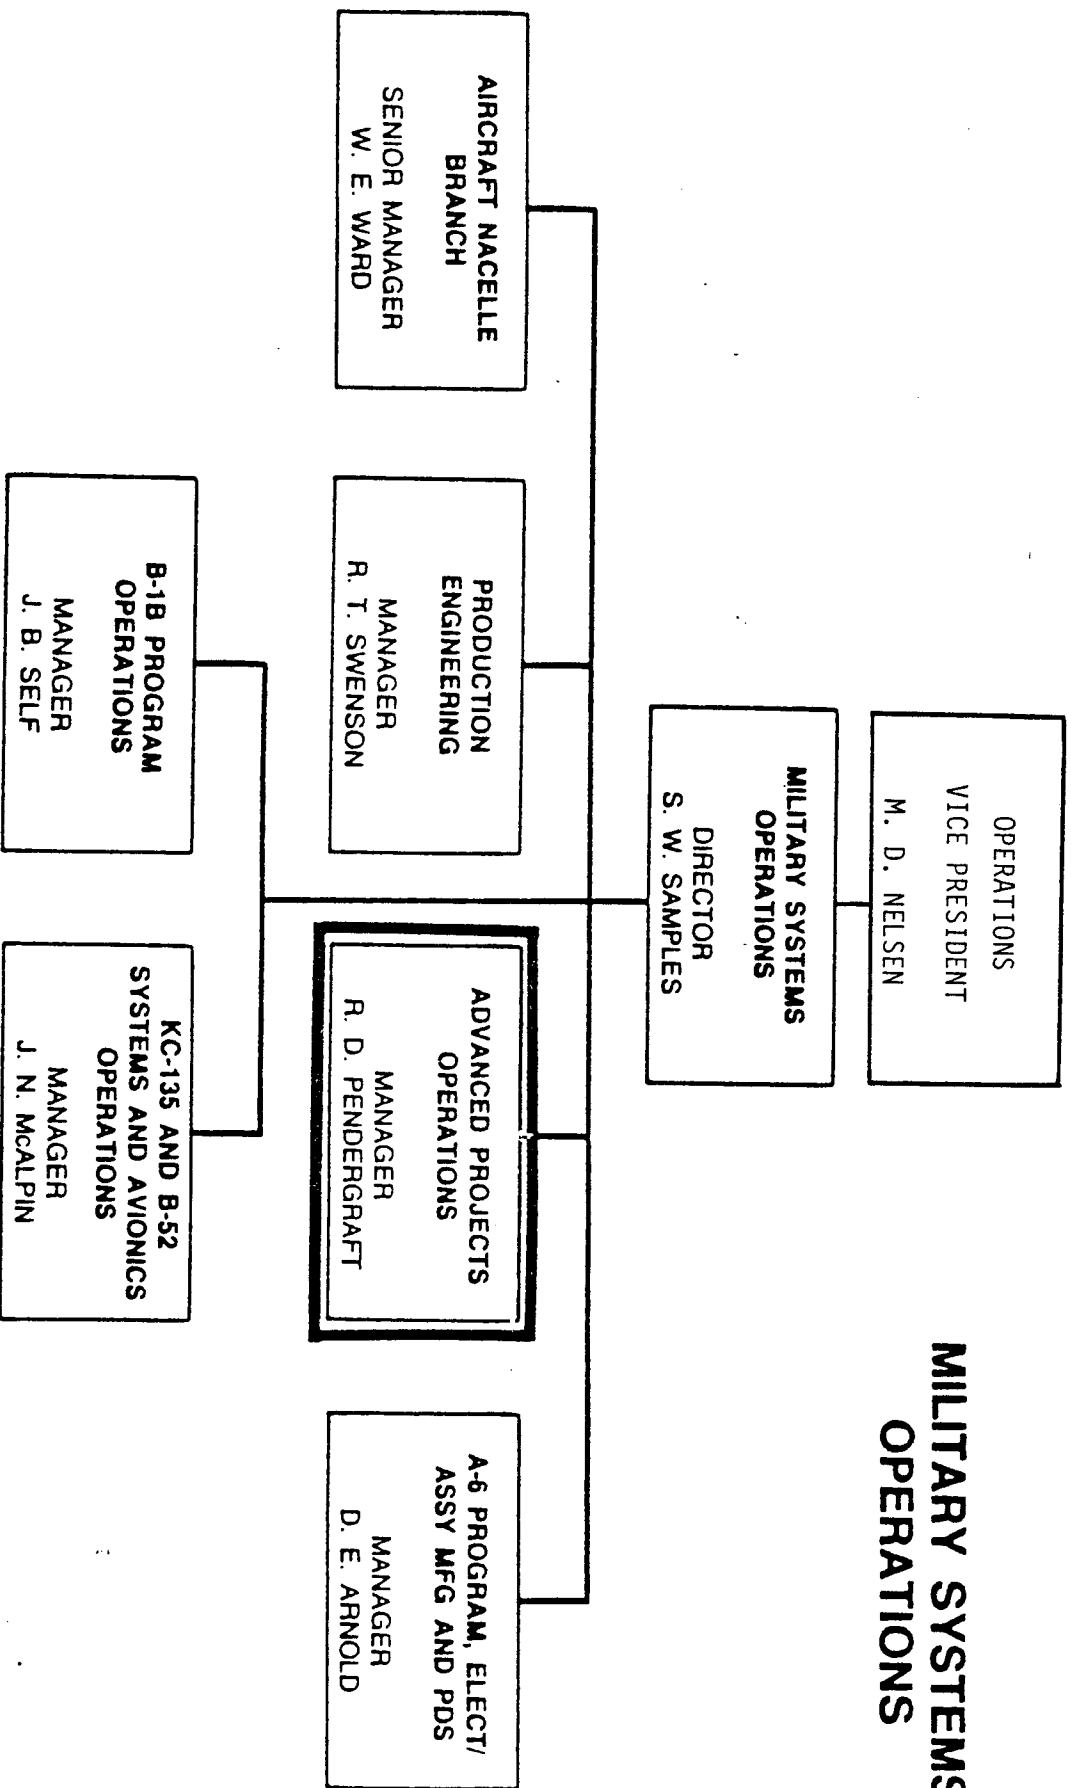 MILITARY SYSTEMS
OPERATIONS
OPERATIONS
VICE PRESIDENT
M. D. NELSEN
MILITARY SYSTEMS
OPERATIONS
DIRECTOR
S. W. SAMPLES
AIRCRAFT NACELLE
BRANCH
SENIOR MANAGER
W. E. WARD
PRODUCTION
ENGINEERING
MANAGER
R. T. SWENSON
ADVANCED PROJECTS
OPERATIONS
MANAGER
R. D. PENDERGRAFT
A-6 PROGRAM, ELECT/
ASSY MFG AND PDS
MANAGER
D. E. ARNOLD
B-1B PROGRAM
OPERATIONS
MANAGER
J. B. SELF
KC-135 AND B-52
SYSTEMS AND AVIONICS
OPERATIONS
MANAGER
J. N. McALPIN